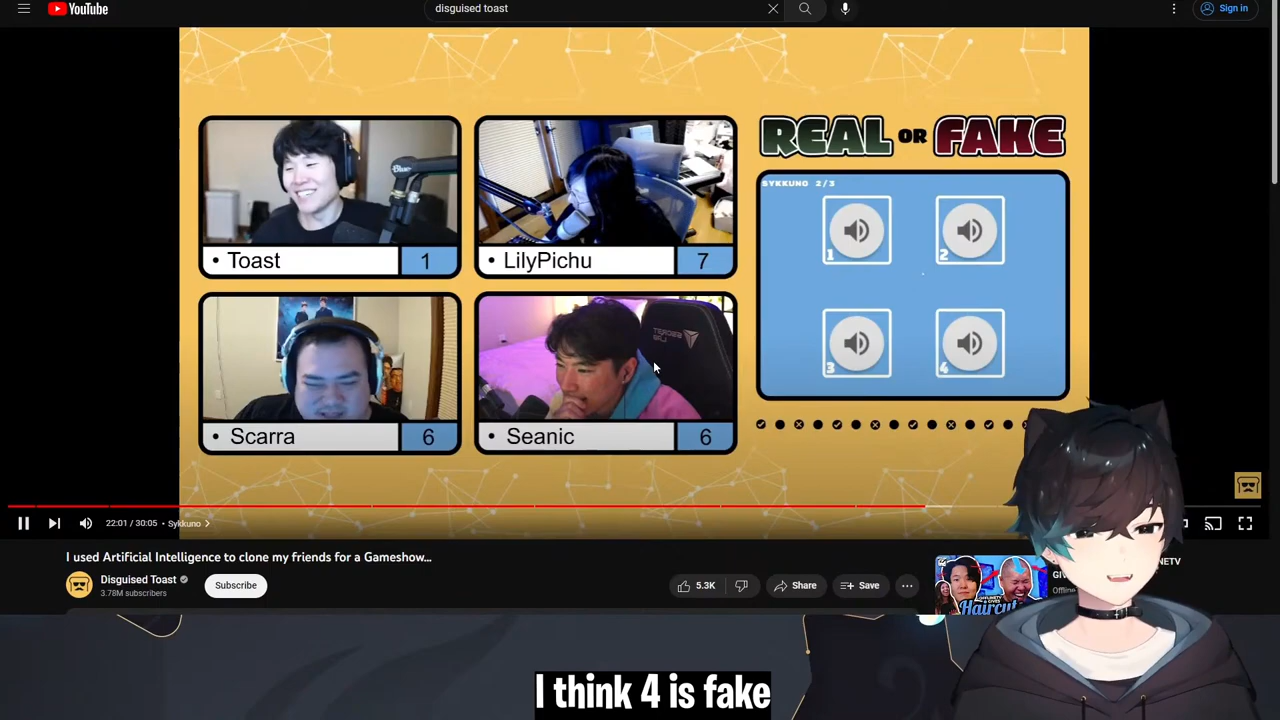 YouTube
disguised toast
Sign in
REAL OR FAKE
SYKKUNO 2/3
1
2
3
4
• Toast
1
• LilyPichu
7
• Scarra
6
• Seanic
6
22:01 / 30:05 • Sykkuno
I used Artificial Intelligence to clone my friends for a Gameshow...
Disguised Toast
3.78M subscribers
Subscribe
5.3K
Share
Save
Haircut
Offline
I think 4 is fake